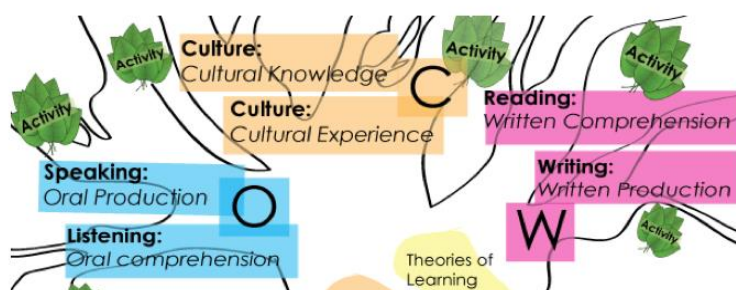 Activity
Activity
Activity
Activity
Activity
Culture:
Cultural Knowledge
C
Culture:
Cultural Experience
Reading:
Written Comprehension
Speaking:
Oral Production
O
Listening:
Oral comprehension
Writing:
Written Production
W
Theories of
Learning